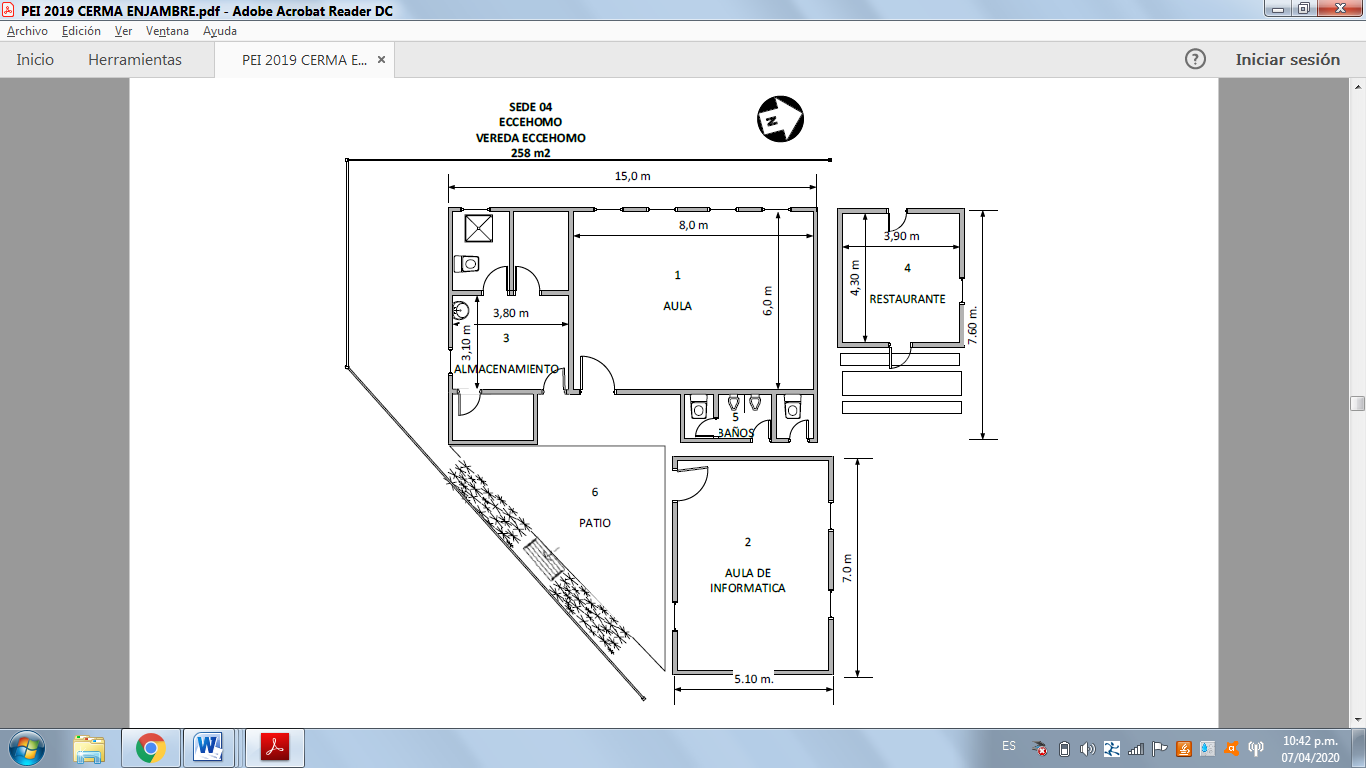 PEI 2019 CERMA ENJAMBRE.pdf - Adobe Acrobat Reader DC
Archivo Edición Ver Ventana Ayuda
Inicio Herramientas PEI 2019 CERMA E... × ? Iniciar sesión
SEDE 04
ECCEHOMO
VEREDA ECCEHOMO
258 m2
N
15,0 m
8,0 m
1
AULA
6,0 m
3,90 m
4,30 m
4
RESTAURANTE
7.60 m.
3,80 m
3,10 m
3
ALMACENAMIENTO
5
BAÑOS
6
PATIO
2
AULA DE
INFORMATICA
7.0 m
5.10 m.
ES
10:42 p.m.
07/04/2020